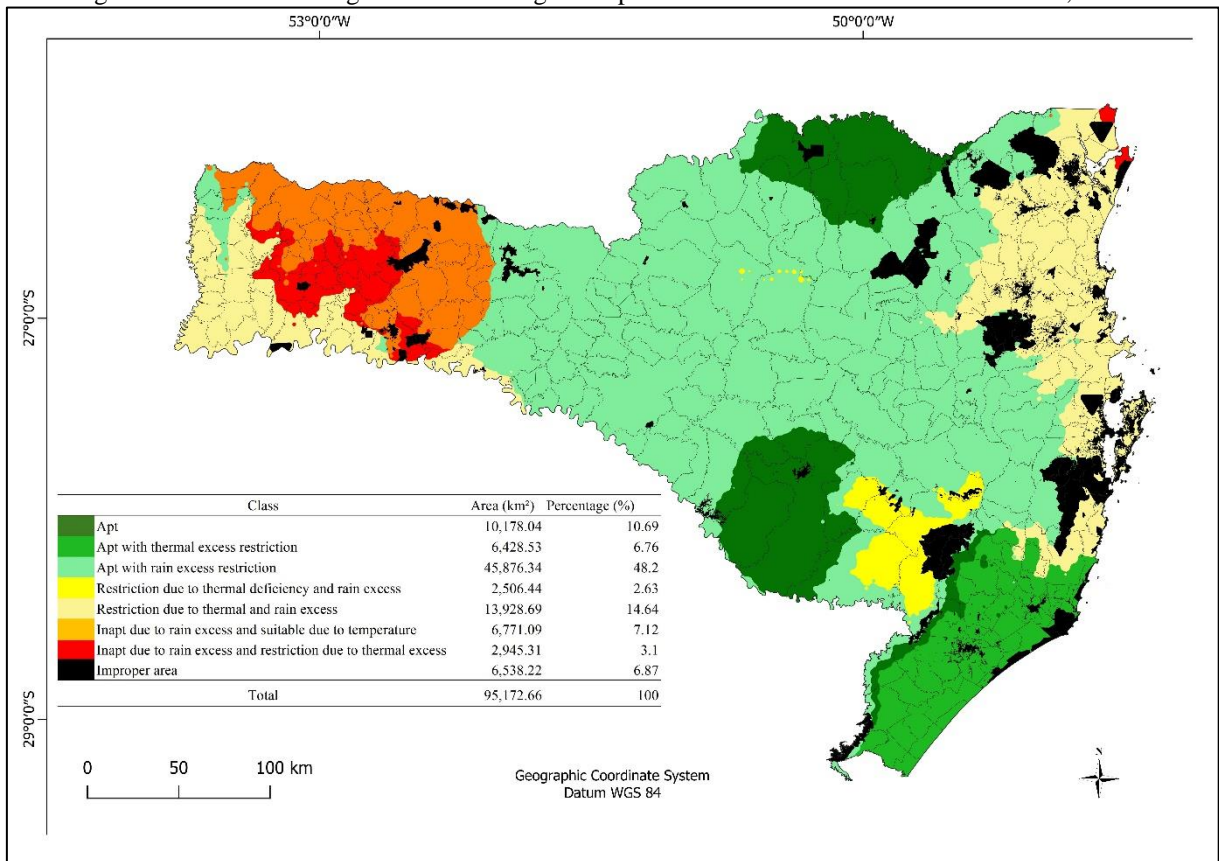 53°0'0"W 50°0'0"W
27°0'0"S
Class Area (km²) Percentage (%)
Apt 10,178.04 10.69
Apt with thermal excess restriction 6,428.53 6.76
Apt with rain excess restriction 45,876.34 48.2
Restriction due to thermal deficiency and rain excess 2,506.44 2.63
Restriction due to thermal and rain excess 13,928.69 14.64
Inapt due to rain excess and suitable due to temperature 6,771.09 7.12
Inapt due to rain excess and restriction due to thermal excess 2,945.31 3.1
Improper area 6,538.22 6.87
Total 95,172.66 100
29°0'0"S
0 50 100 km
Geographic Coordinate System
Datum WGS 84
N